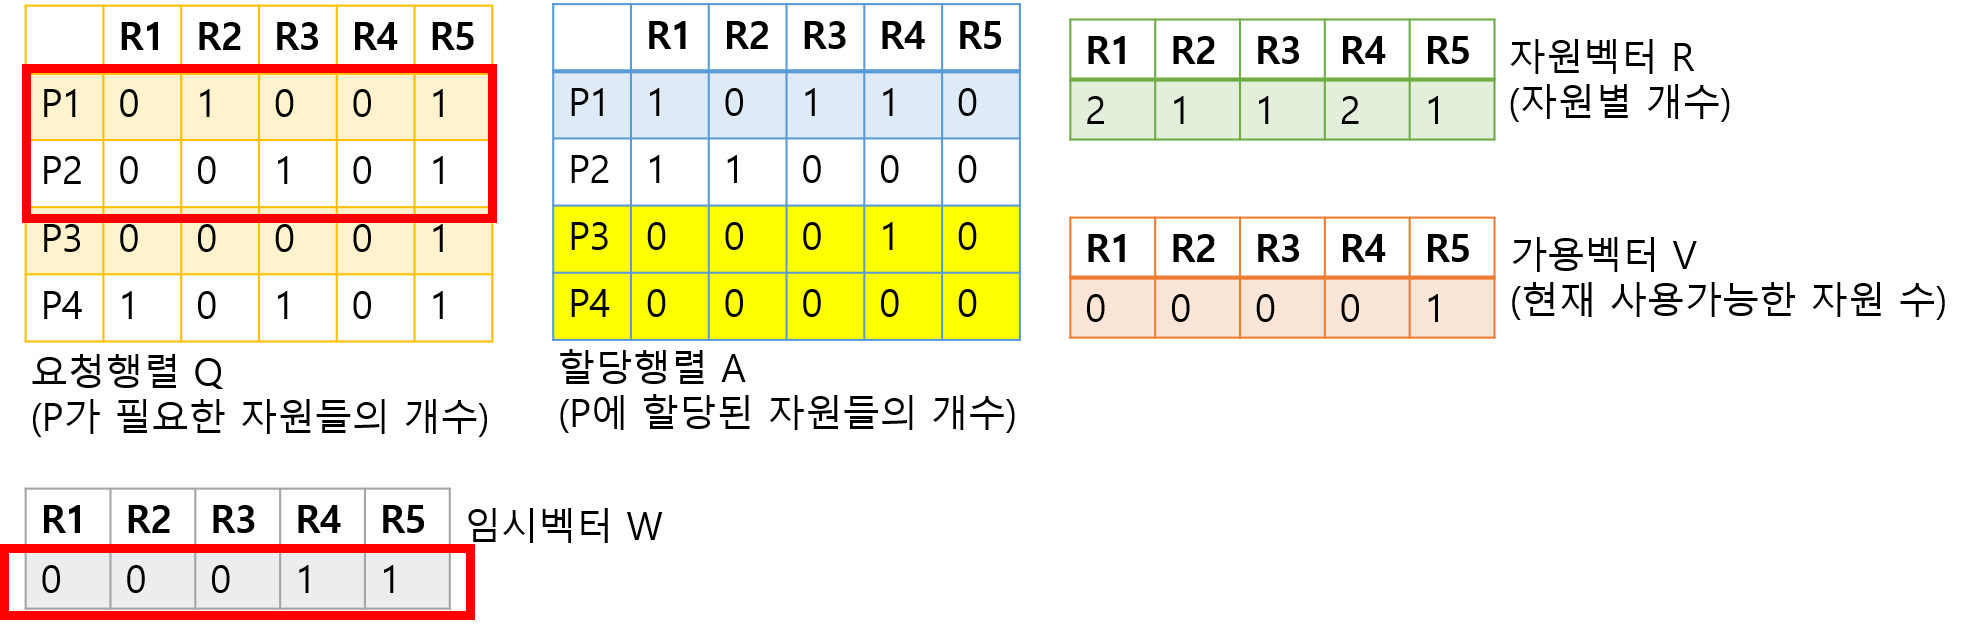 R1 R2 R3 R4 R5
P1 0 1 0 0 1
P2 0 0 1 0 1
P3 0 0 0 0 1
P4 1 0 1 0 1
요청행렬 Q
(P가 필요한 자원들의 개수)
R1 R2 R3 R4 R5
P1 1 0 1 1 0
P2 1 1 0 0 0
P3 0 0 0 1 0
P4 0 0 0 0 0
할당행렬 A
(P에 할당된 자원들의 개수)
R1 R2 R3 R4 R5
2 1 1 2 1
자원벡터 R
(자원별 개수)
R1 R2 R3 R4 R5
0 0 0 0 1
가용벡터 V
(현재 사용가능한 자원 수)
R1 R2 R3 R4 R5
0 0 0 1 1
임시벡터 W